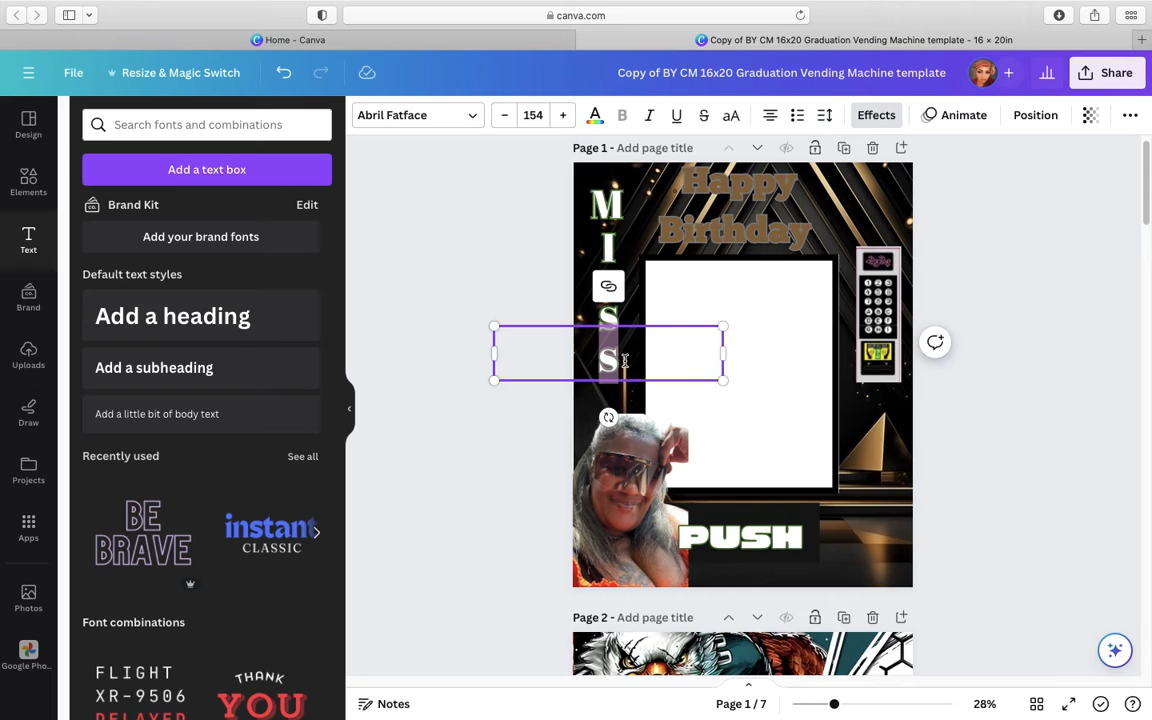 canva.com
Home - Canva
Copy of BY CM 16x20 Graduation Vending Machine template - 16 × 20in
File
Resize & Magic Switch
Copy of BY CM 16x20 Graduation Vending Machine template
Share
Design
Elements
Text
Brand
Uploads
Draw
Projects
Apps
Photos
Google Pho...
Search fonts and combinations
Add a text box
Brand Kit
Edit
Add your brand fonts
Default text styles
Add a heading
Add a subheading
Add a little bit of body text
Recently used
See all
BE
BRAVE
instant
CLASSIC
Font combinations
FLIGHT
XR-9506
DELAYED
THANK
YOU
Abril Fatface
– 154 +
A B I U S aA
Effects
Animate
Position
Page 1 - Add page title
Happy
Birthday
M
I
S
S
PUSH
Page 2 - Add page title
Notes
Page 1 / 7
28%